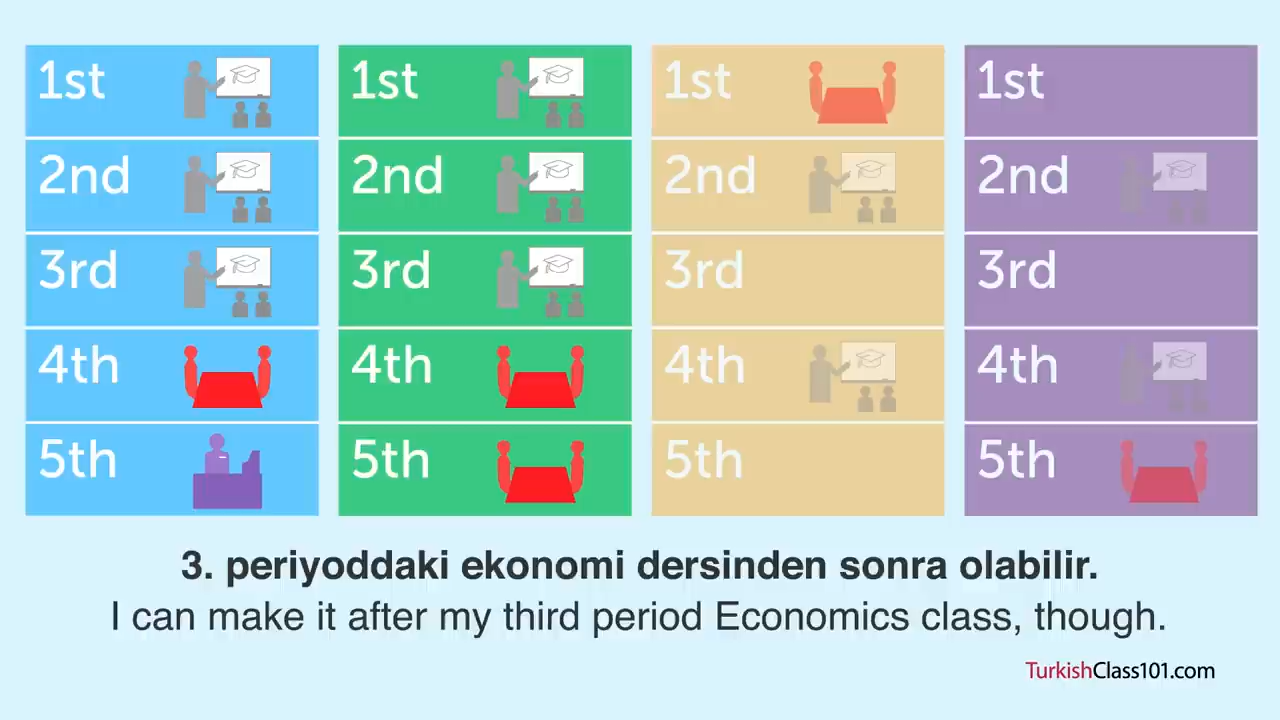 1st 1st 1st 1st
2nd 2nd 2nd 2nd
3rd 3rd 3rd 3rd
4th 4th 4th 4th
5th 5th 5th 5th
3. periyoddaki ekonomi dersinden sonra olabilir.
I can make it after my third period Economics class, though.
TurkishClass101.com